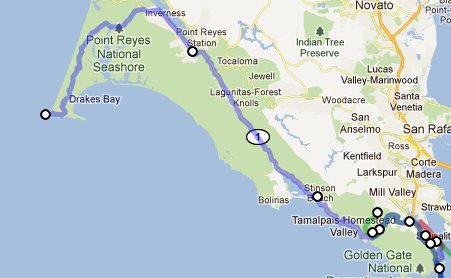 Inverness
Novato
Point Reyes
National
Seashore
Point Reyes
Station
Indian Tree
Preserve
Tocaloma
Jewell
Lucas
Valley-Marinwood
Lagunitas-Forest
Knolls
Drakes Bay
Woodacre
Santa
Venetia
San
Anselmo
San Rafa
1
Ross
Kentfield
Corte
Madera
Larkspur
Bolinas
Stinson
Beach
Mill Valley
Strawb
Tamalpais-Homestead
Valley
Golden Gate
National